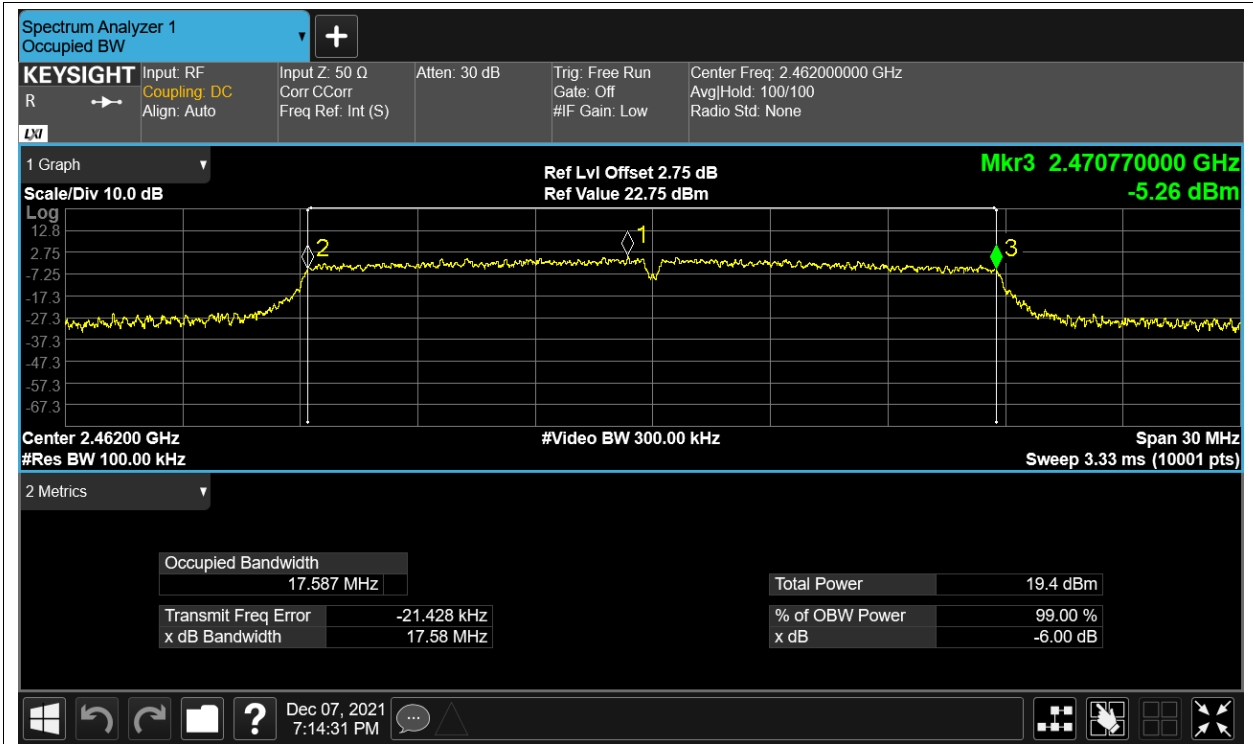 Spectrum Analyzer 1
Occupied BW
KEYSIGHT
R
LXI
Input: RF
Coupling: DC
Align: Auto
Input Z: 50 Ω
Corr CCorr
Freq Ref: Int (S)
Atten: 30 dB
Trig: Free Run
Gate: Off
#IF Gain: Low
Center Freq: 2.462000000 GHz
Avg|Hold: 100/100
Radio Std: None
1 Graph
Scale/Div 10.0 dB
Ref Lvl Offset 2.75 dB
Ref Value 22.75 dBm
Mkr3 2.470770000 GHz
-5.26 dBm
Log
12.8
2.75
-7.25
-17.3
-27.3
-37.3
-47.3
-57.3
-67.3
2
1
3
Center 2.46200 GHz
#Video BW 300.00 kHz
Span 30 MHz
#Res BW 100.00 kHz
Sweep 3.33 ms (10001 pts)
2 Metrics
Occupied Bandwidth
17.587 MHz
Total Power 19.4 dBm
Transmit Freq Error -21.428 kHz
% of OBW Power 99.00 %
x dB Bandwidth 17.58 MHz
x dB -6.00 dB
?
Dec 07, 2021
7:14:31 PM